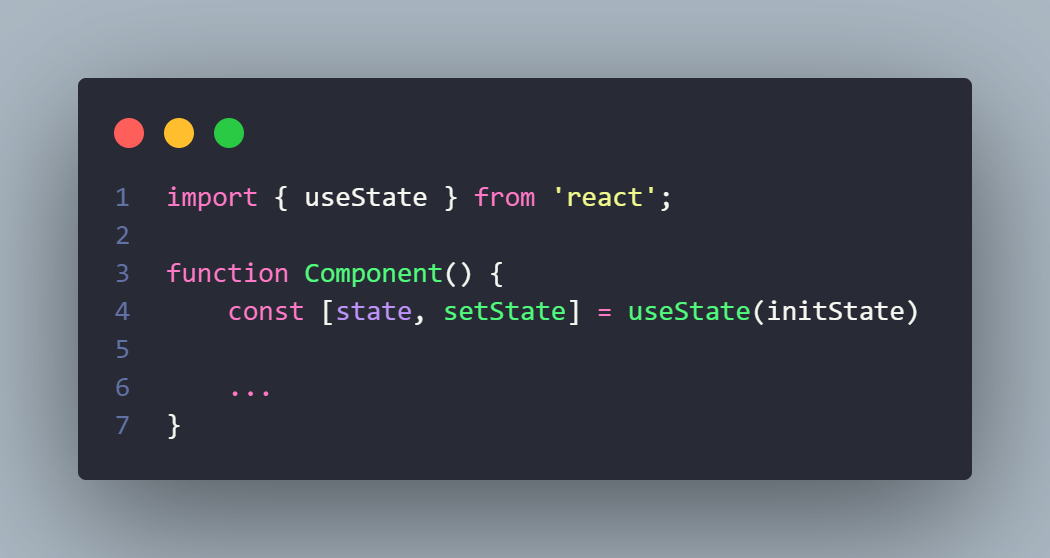 1 import { useState } from 'react';
2
3 function Component() {
4     const [state, setState] = useState(initState)
5
6     ...
7 }